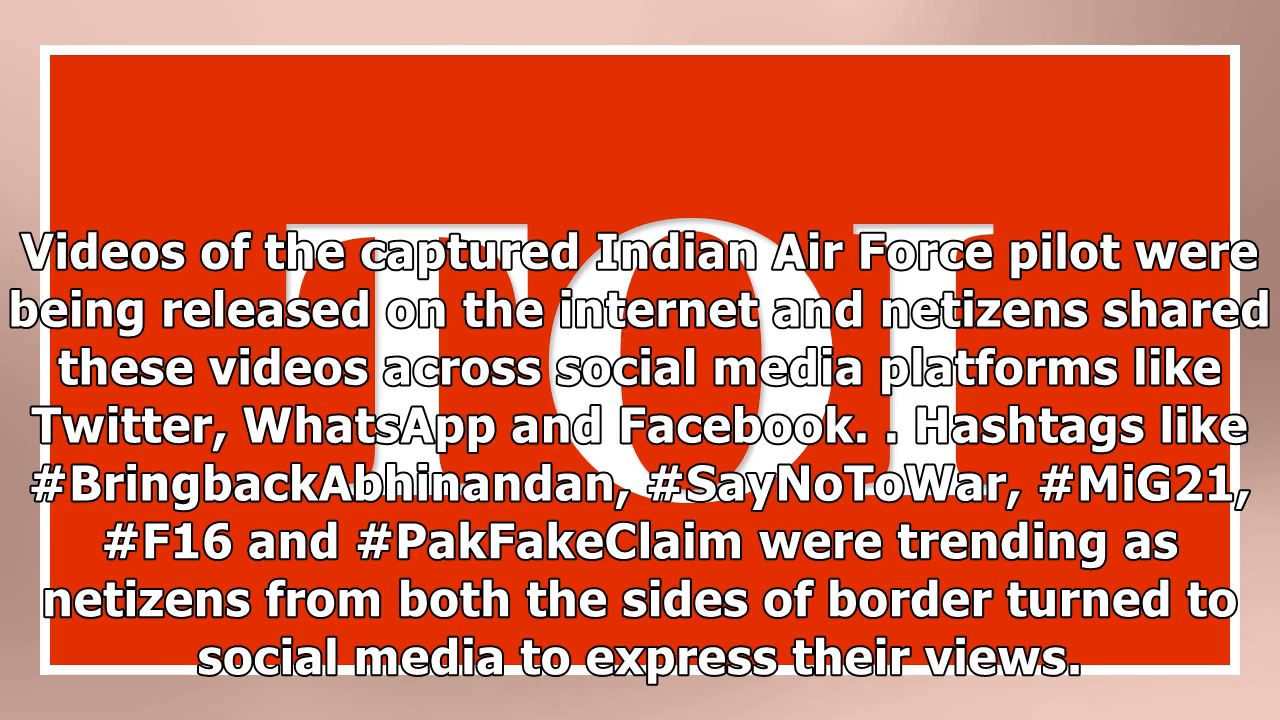 TOI
Videos of the captured Indian Air Force pilot were
being released on the internet and netizens shared
these videos across social media platforms like
Twitter, WhatsApp and Facebook. . Hashtags like
#BringbackAbhinandan, #SayNoToWar, #MiG21,
#F16 and #PakFakeClaim were trending as
netizens from both the sides of border turned to
social media to express their views.